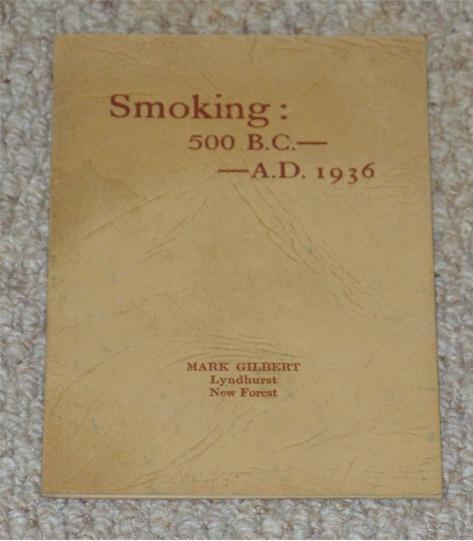 Smoking:
500 B.C.—
—A.D. 1936
MARK GILBERT
Lyndhurst
New Forest